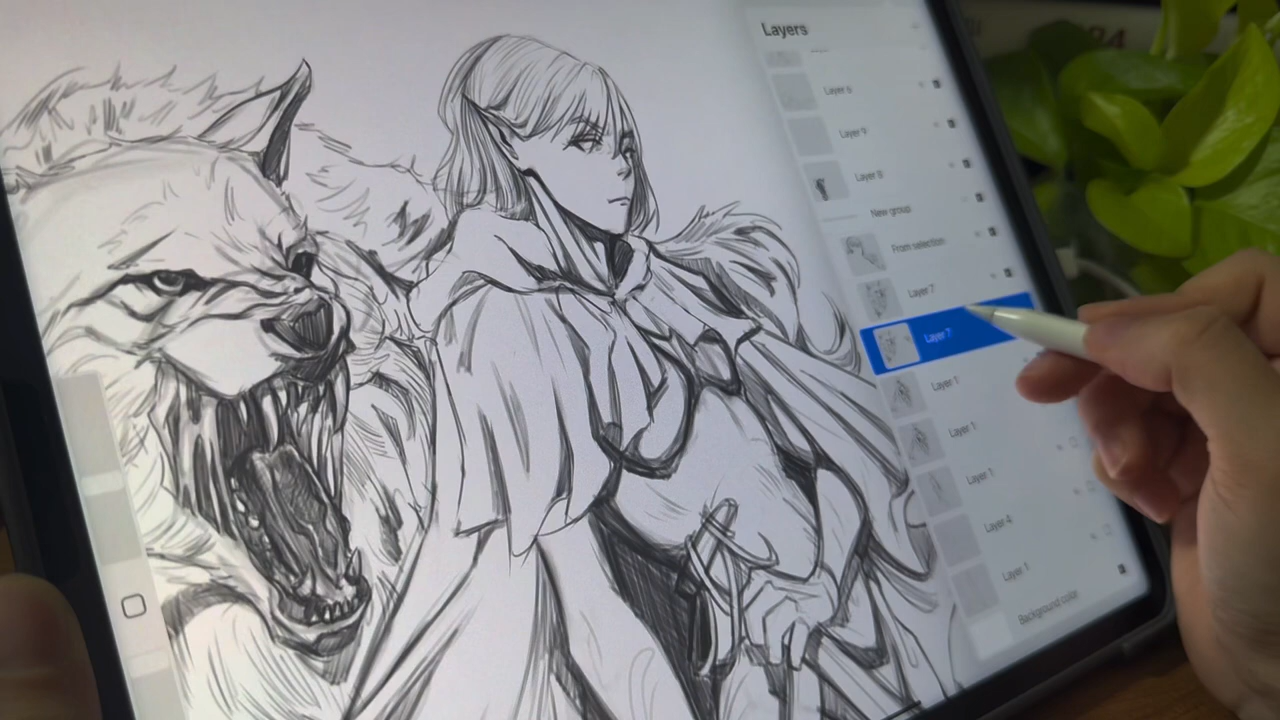 Layers
Layer 6
Layer 9
Layer 8
New group
From selection
Layer 7
Layer 7
Layer 1
Layer 1
Layer 1
Layer 4
Layer 1
Background color